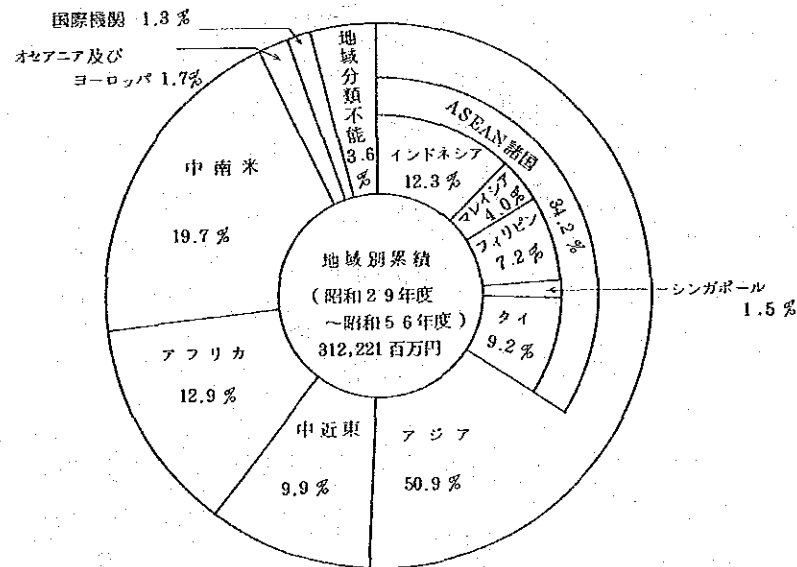 国際機関 1.3 %
オセアニア及び
ヨーロッパ 1.7%
地域分類不能
3.6
%
ASEAN諸国
34.2 %
インドネシア
12.3 %
マレイシア
4.0 %
フィリピン
7.2 %
シンガポール
1.5 %
タイ
9.2 %
中南米
19.7 %
地域別累積
(昭和29年度
~昭和56年度)
312,221 百万円
アフリカ
12.9 %
中近東
9.9 %
アジア
50.9 %